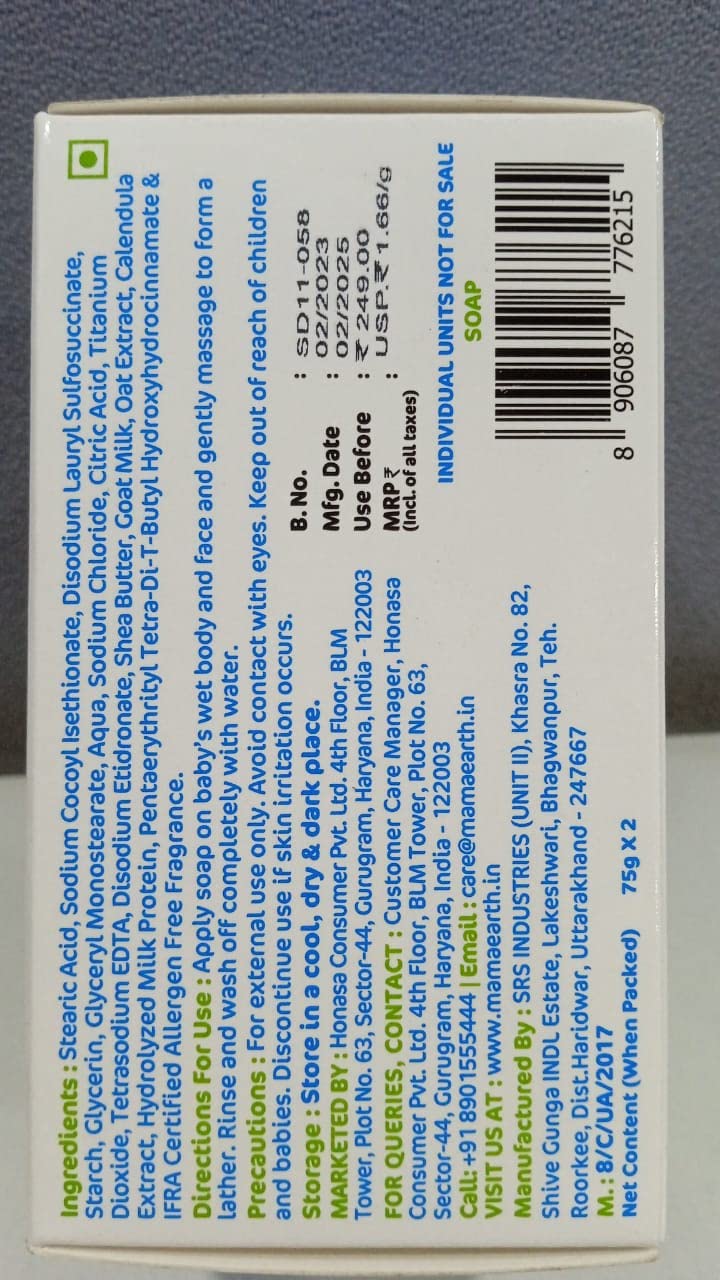 Ingredients : Stearic Acid, Sodium Cocoyl Isethionate, Disodium Lauryl Sulfosuccinate,
Starch, Glycerin, Glyceryl Monostearate, Aqua, Sodium Chloride, Citric Acid, Titanium
Dioxide, Tetrasodium EDTA, Disodium Etidronate, Shea Butter, Goat Milk, Oat Extract, Calendula
Extract, Hydrolyzed Milk Protein, Pentaerythrityl Tetra-Di-T-Butyl Hydroxyhydrocinnamate &
IFRA Certified Allergen Free Fragrance.
Directions For Use : Apply soap on baby's wet body and face and gently massage to form a
lather. Rinse and wash off completely with water.
Precautions : For external use only. Avoid contact with eyes. Keep out of reach of children
and babies. Discontinue use if skin irritation occurs.
Storage : Store in a cool, dry & dark place.
MARKETED BY : Honasa Consumer Pvt. Ltd. 4th Floor, BLM
Tower, Plot No. 63, Sector-44, Gurugram, Haryana, India - 122003
FOR QUERIES, CONTACT : Customer Care Manager, Honasa
Consumer Pvt. Ltd. 4th Floor, BLM Tower, Plot No. 63,
Sector-44, Gurugram, Haryana, India - 122003
Call: +91 8901555444 | Email : care@mamaearth.in
VISIT US AT : www.mamaearth.in
Manufactured By : SRS INDUSTRIES (UNIT II), Khasra No. 82,
Shive Gunga INDL Estate, Lakeshwari, Bhagwanpur, Teh.
Roorkee, Dist.Haridwar, Uttarakhand - 247667
M.: 8/C/UA/2017
Net Content (When Packed) 75g X 2
B. No. : SD11-058
Mfg. Date : 02/2023
Use Before : 02/2025
MRP ₹ : ₹ 249.00
(Incl. of all taxes) : USP.₹ 1.66/g
INDIVIDUAL UNITS NOT FOR SALE
SOAP
8 906087 776215